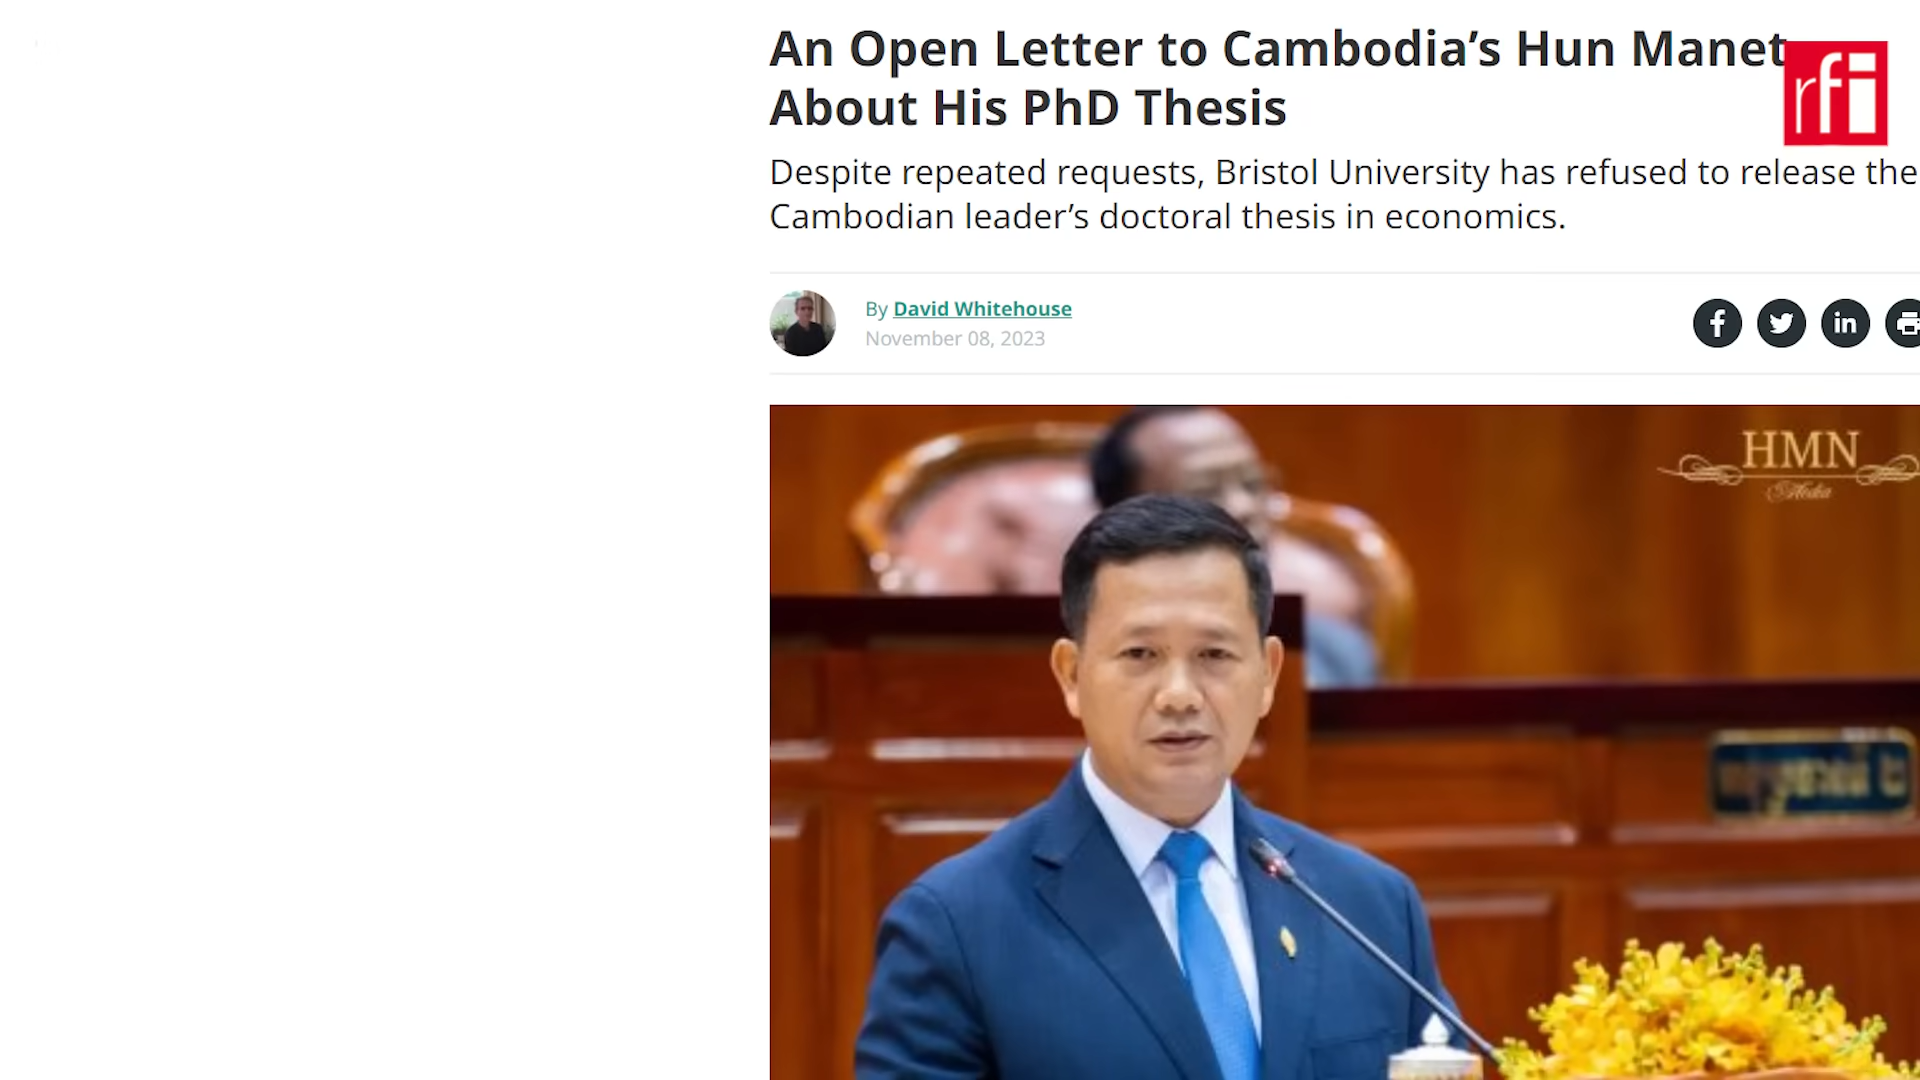 An Open Letter to Cambodia’s Hun Manet
About His PhD Thesis
rfi
Despite repeated requests, Bristol University has refused to release the
Cambodian leader’s doctoral thesis in economics.
By David Whitehouse
November 08, 2023
HMN
Media